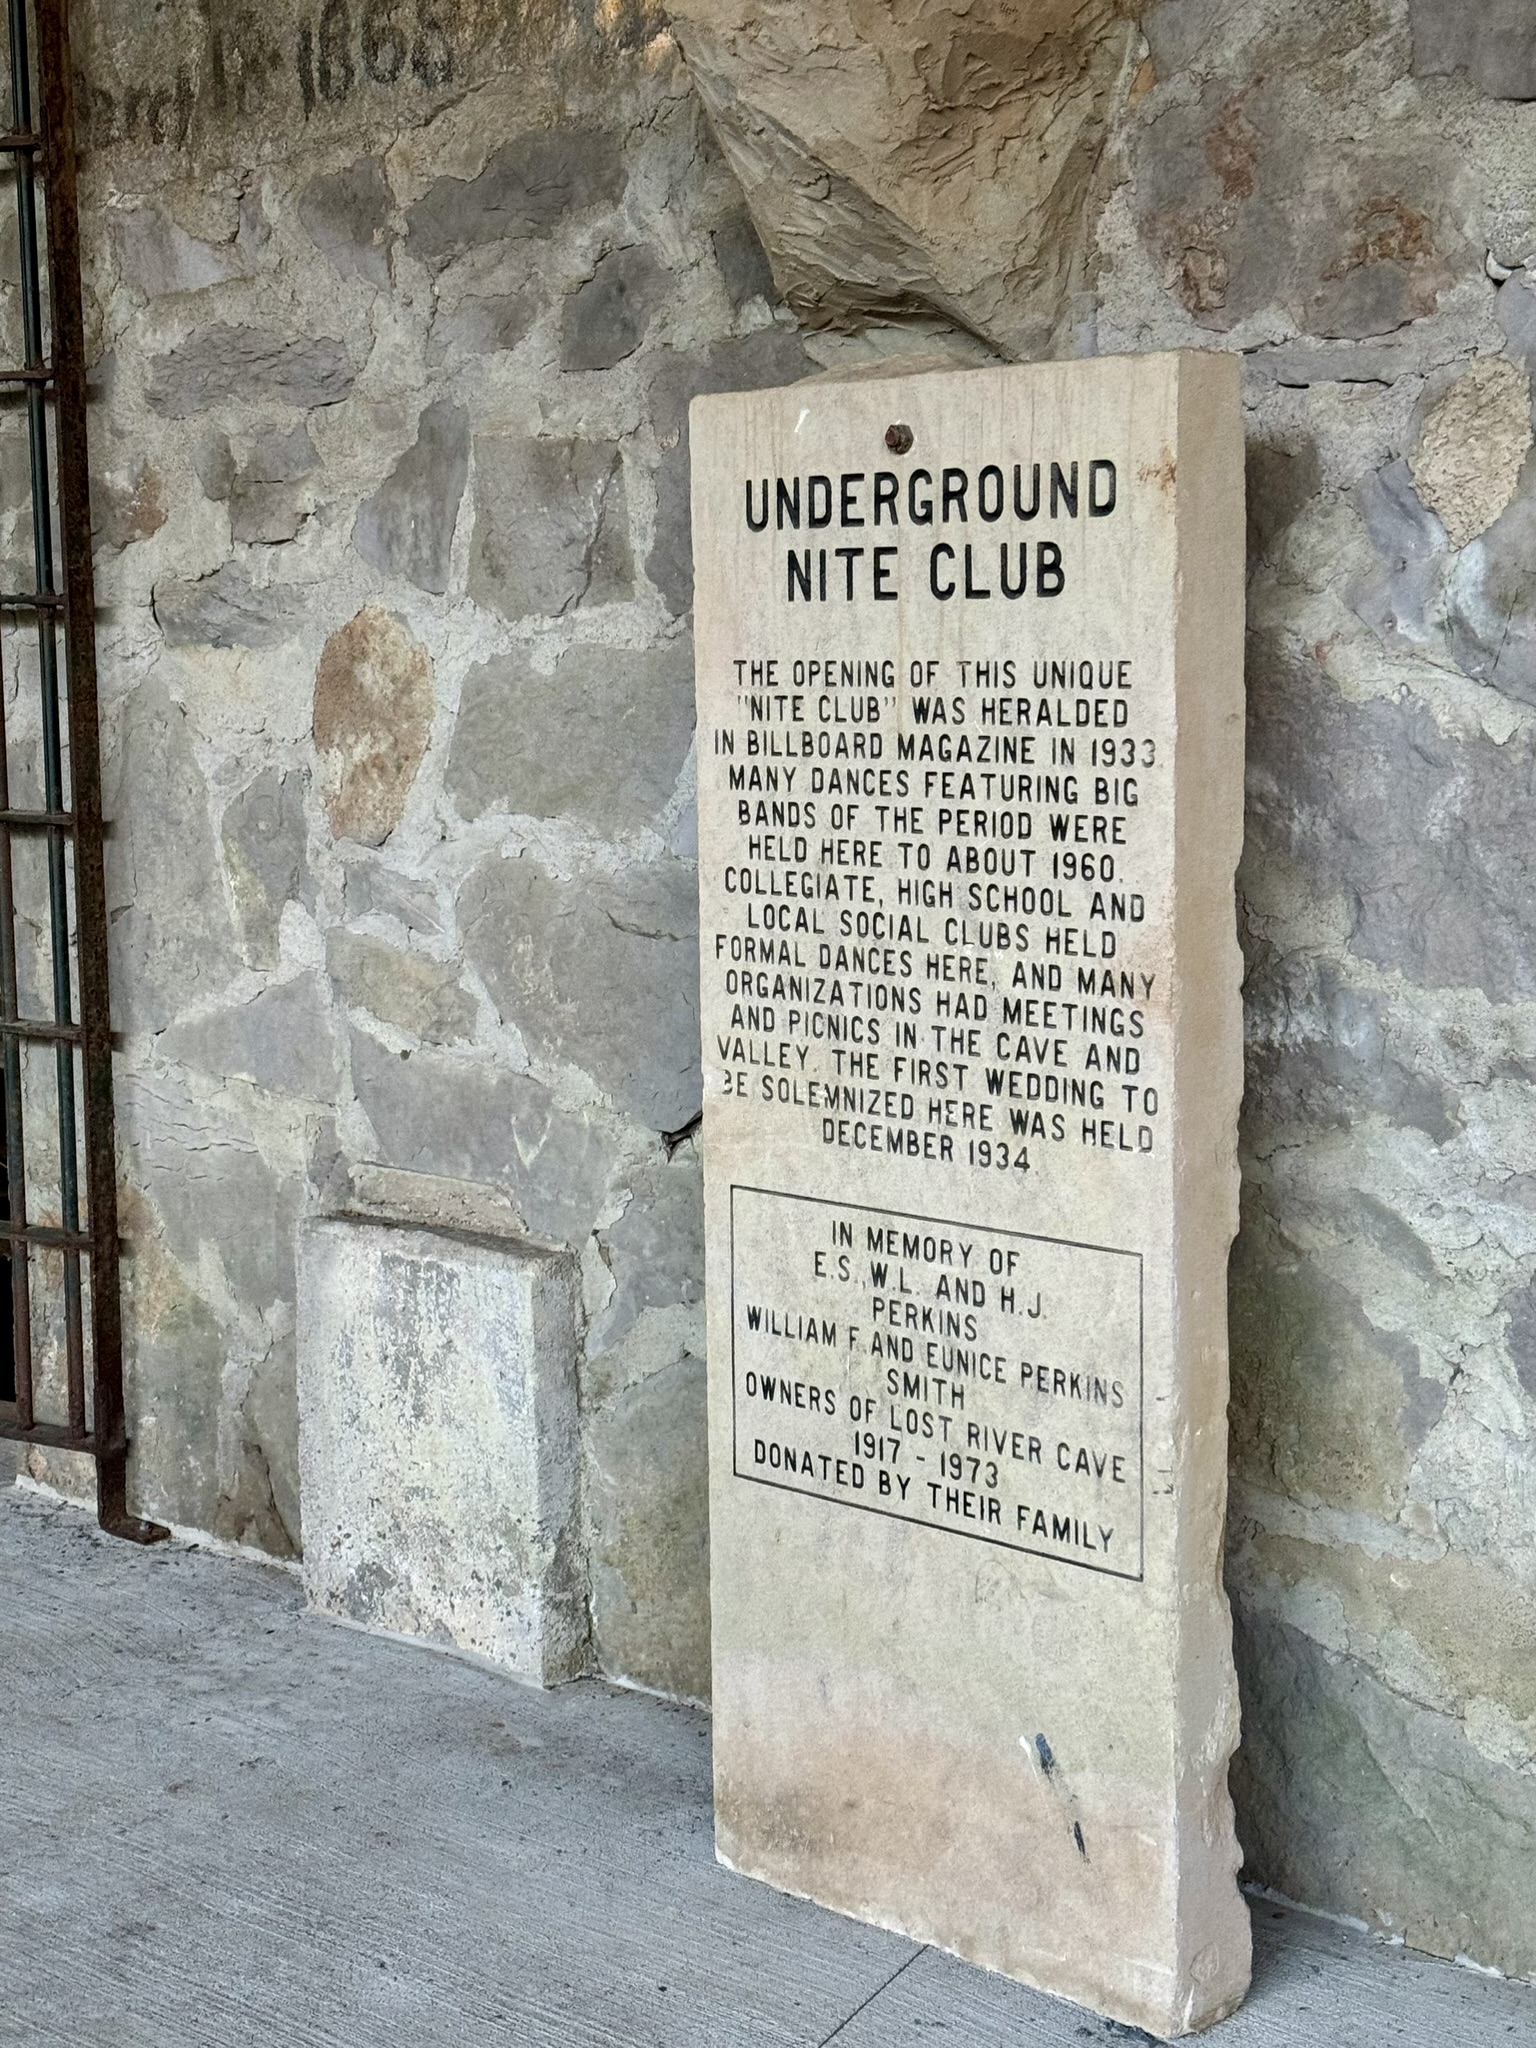 1860
UNDERGROUND
NITE CLUB
THE OPENING OF THIS UNIQUE
"NITE CLUB" WAS HERALDED
IN BILLBOARD MAGAZINE IN 1933.
MANY DANCES FEATURING BIG
BANDS OF THE PERIOD WERE
HELD HERE TO ABOUT 1960.
COLLEGIATE, HIGH SCHOOL AND
LOCAL SOCIAL CLUBS HELD
FORMAL DANCES HERE, AND MANY
ORGANIZATIONS HAD MEETINGS
AND PICNICS IN THE CAVE AND
VALLEY. THE FIRST WEDDING TO
BE SOLEMNIZED HERE WAS HELD
DECEMBER 1934.
IN MEMORY OF
E.S., W.L. AND H.J.
PERKINS
WILLIAM F. AND EUNICE PERKINS
SMITH
OWNERS OF LOST RIVER CAVE
1917 - 1973
DONATED BY THEIR FAMILY